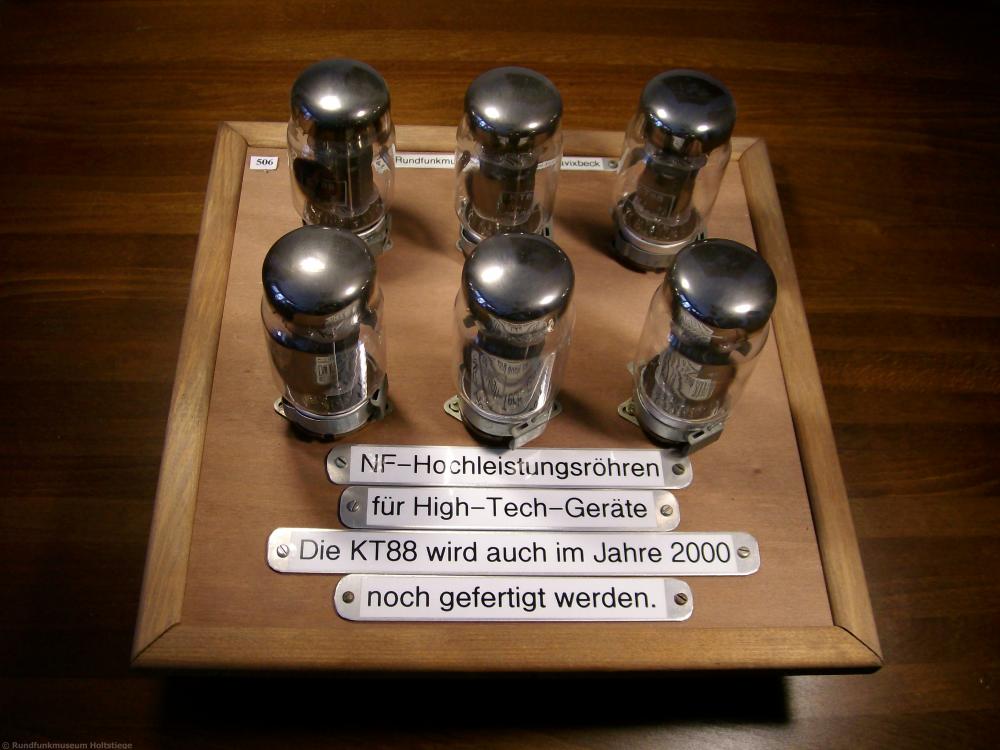 506
Rundfunkmu vixbeck
NF-Hochleistungsröhren
für High-Tech-Geräte
Die KT88 wird auch im Jahre 2000
noch gefertigt werden.
© Rundfunkmuseum Holtstiege